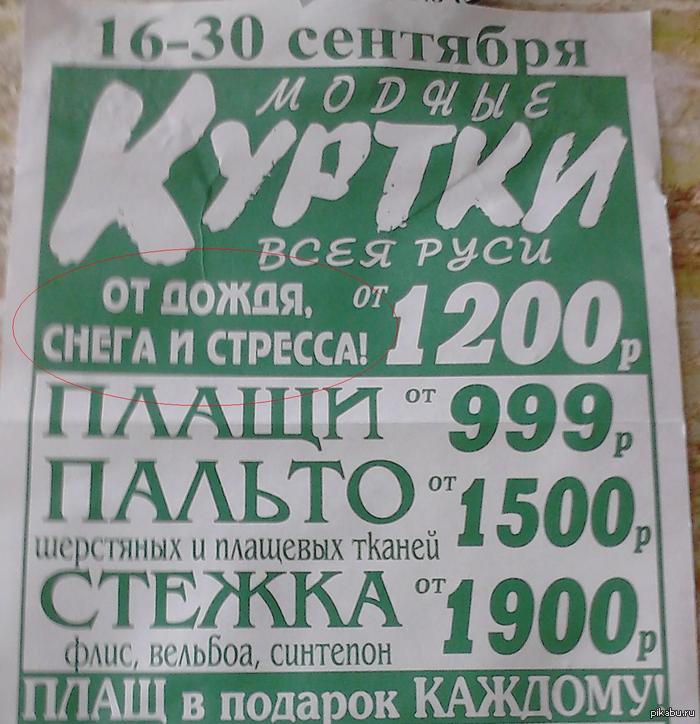 16-30 сентября
МОДНЫЕ
КУРТКИ
ВСЕЯ РУСИ
ОТ ДОЖДЯ,
СНЕГА И СТРЕССА!
от 1200р
ПЛАЩИ от 999р
ПАЛЬТО от 1500р
шерстяных и плащевых тканей
СТЕЖКА от 1900р
флис, вельбоа, синтепон
ПЛАЩ в подарок КАЖДОМУ!
pikabu.ru